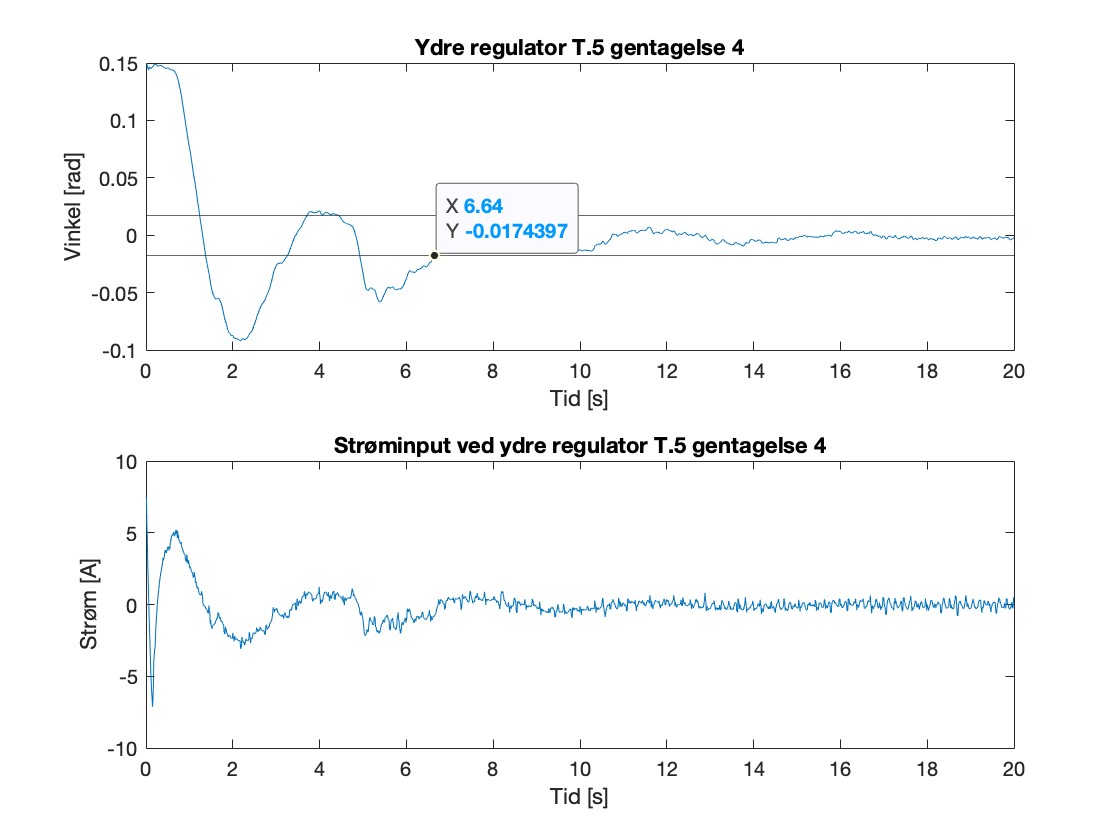 Ydre regulator T.5 gentagelse 4
0.15
0.1
0.05
0
-0.05
-0.1
Vinkel [rad]
X 6.64
Y -0.0174397
0 2 4 6 8 10 12 14 16 18 20
Tid [s]
Strøminput ved ydre regulator T.5 gentagelse 4
10
5
0
-5
-10
Strøm [A]
0 2 4 6 8 10 12 14 16 18 20
Tid [s]